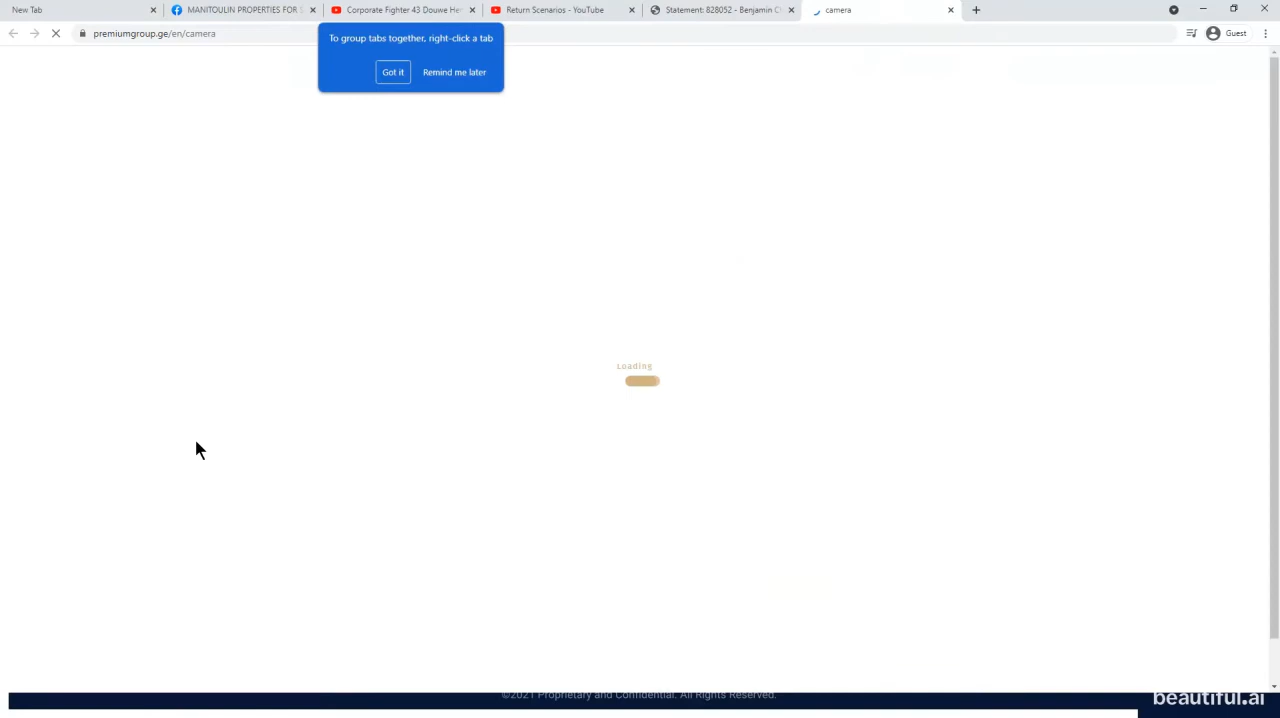 New Tab
MANITOULIN PROPERTIES FOR
Corporate Fighter 43 Douwe Her
Return Scenarios - YouTube
Statement: 828052 - Benjamin C
camera
premiumgroup.ge/en/camera
Guest
To group tabs together, right-click a tab
Got it
Remind me later
Loading
©2021 Proprietary and Confidential. All Rights Reserved.
beautiful.ai